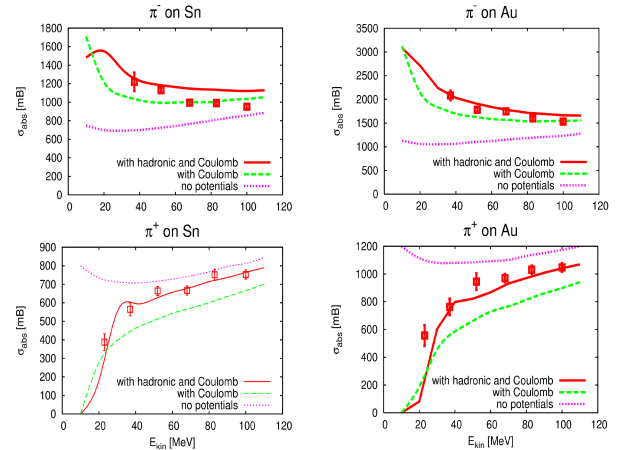 π⁻ on Sn
1800
1600
1400
1200
1000
800
600
400
200
0
σabs [mB]
with hadronic and Coulomb
with Coulomb
no potentials
0 20 40 60 80 100 120
π⁻ on Au
4000
3500
3000
2500
2000
1500
1000
500
0
σabs [mB]
with hadronic and Coulomb
with Coulomb
no potentials
0 20 40 60 80 100 120
π⁺ on Sn
900
800
700
600
500
400
300
200
100
0
σabs [mB]
with hadronic and Coulomb
with Coulomb
no potentials
0 20 40 60 80 100 120
Ekin [MeV]
π⁺ on Au
1200
1000
800
600
400
200
0
σabs [mB]
with hadronic and Coulomb
with Coulomb
no potentials
0 20 40 60 80 100 120
Ekin [MeV]